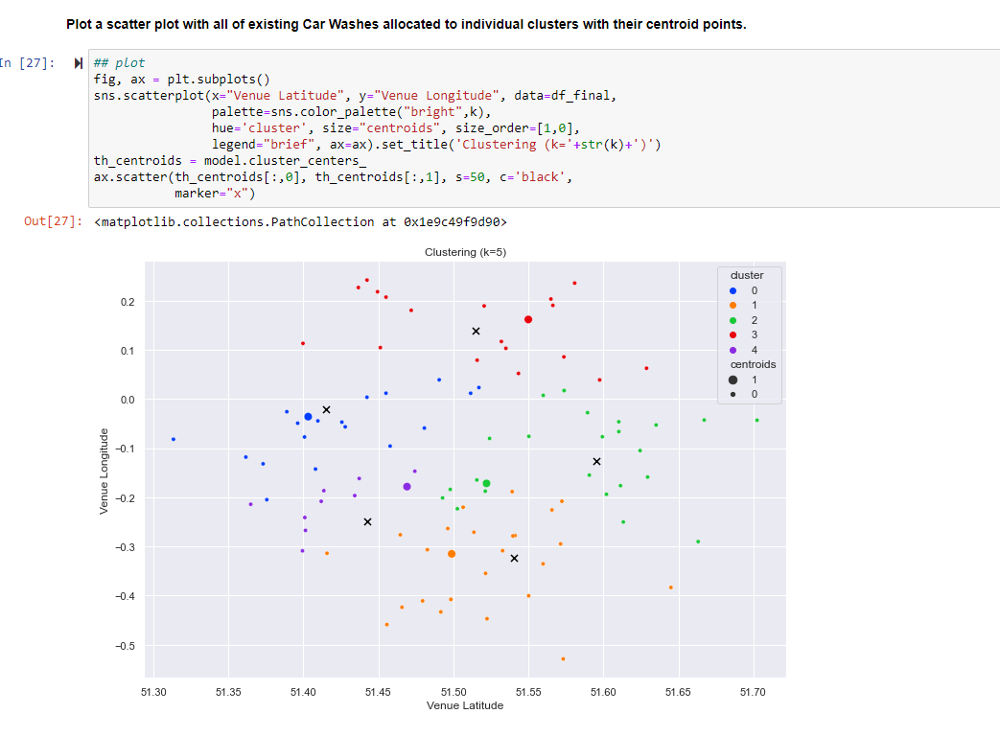 Plot a scatter plot with all of existing Car Washes allocated to individual clusters with their centroid points.
In [27]:
## plot
fig, ax = plt.subplots()
sns.scatterplot(x="Venue Latitude", y="Venue Longitude", data=df_final,
palette=sns.color_palette("bright",k),
hue='cluster', size="centroids", size_order=[1,0],
legend="brief", ax=ax).set_title('Clustering (k='+str(k)+')')
th_centroids = model.cluster_centers_
ax.scatter(th_centroids[:,0], th_centroids[:,1], s=50, c='black',
marker="x")
Out[27]: <matplotlib.collections.PathCollection at 0x1e9c49f9d90>
Clustering (k=5)
cluster
0
1
2
3
4
centroids
1
0
Venue Longitude
0.2
0.1
0.0
−0.1
−0.2
−0.3
−0.4
−0.5
51.30 51.35 51.40 51.45 51.50 51.55 51.60 51.65 51.70
Venue Latitude